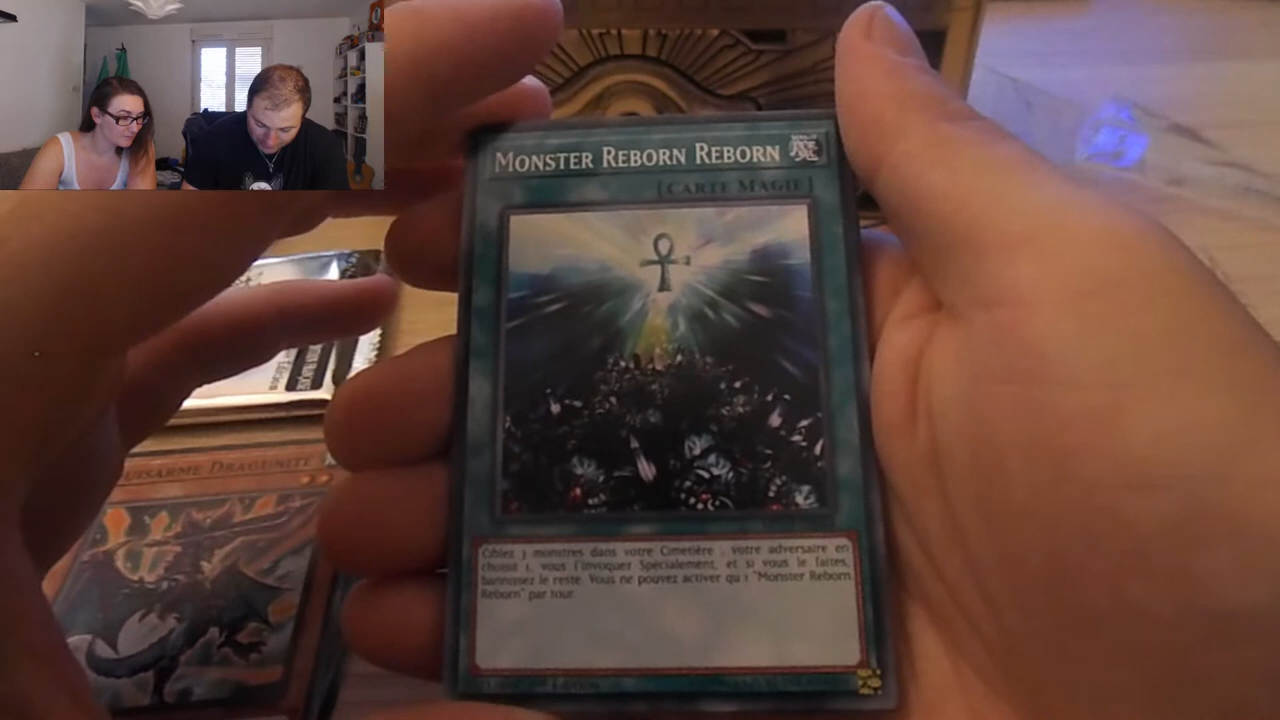 MONSTER REBORN REBORN
[CARTE MAGIE]
Ciblez 3 monstres dans votre Cimetière ; votre adversaire en
choisit 1, vous l'invoquez Spécialement, et si vous le faites,
bannissez le reste. Vous ne pouvez activer qu'1 "Monster Reborn
Reborn" par tour.
DRAGUNITE